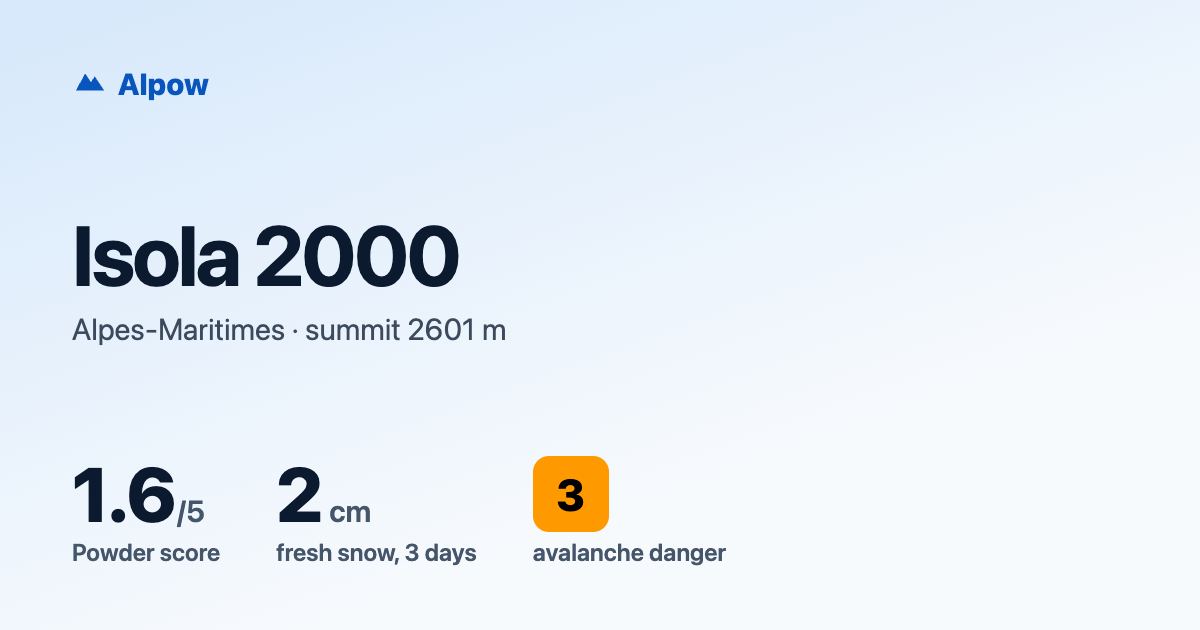 Alpow
Isola 2000
Alpes-Maritimes · summit 2601 m
1.6/5
Powder score
2 cm
fresh snow, 3 days
3
avalanche danger